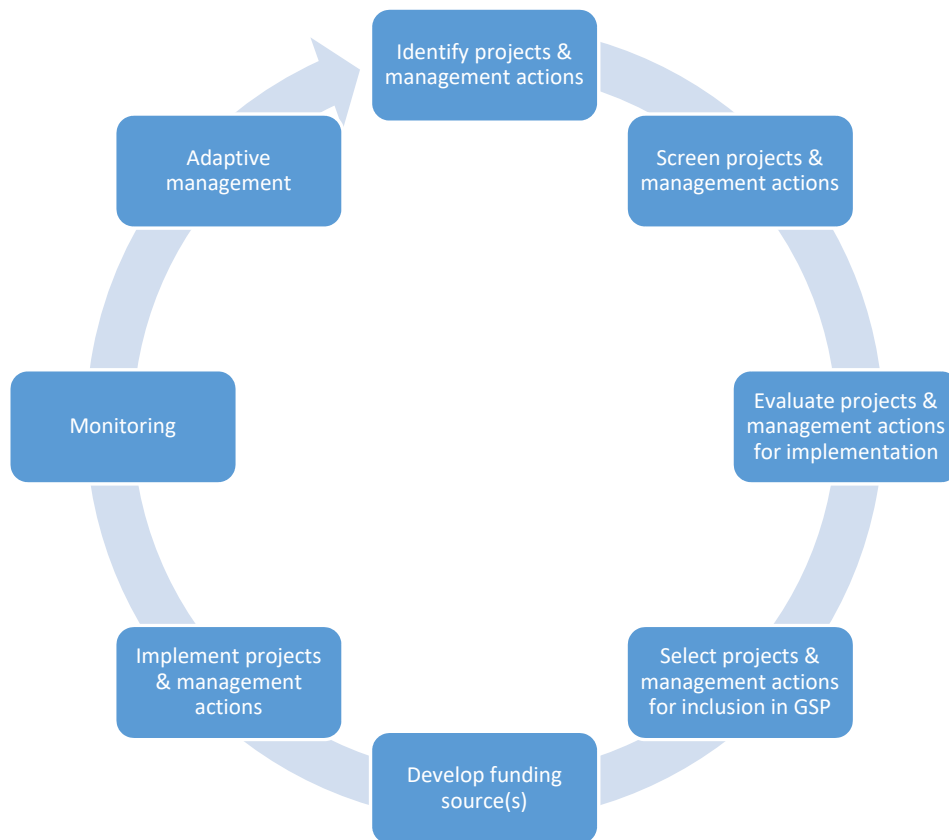 Identify projects &
management actions
Screen projects &
management actions
Evaluate projects &
management actions
for implementation
Select projects &
management actions
for inclusion in GSP
Develop funding
source(s)
Implement projects
& management
actions
Monitoring
Adaptive
management